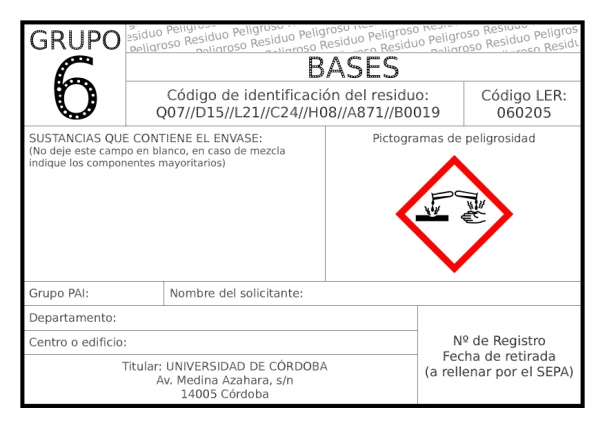 GRUPO
6
Residuo Peligroso Residuo Peligroso Residuo Peligroso Residuo Peligroso
Peligroso Residuo Peligroso Residuo Peligroso Residuo Peligroso Residuo
BASES
Código de identificación del residuo:
Q07//D15//L21//C24//H08//A871//B0019
Código LER:
060205
SUSTANCIAS QUE CONTIENE EL ENVASE:
(No deje este campo en blanco, en caso de mezcla
indique los componentes mayoritarios)
Pictogramas de peligrosidad
Grupo PAI:
Nombre del solicitante:
Departamento:
Centro o edificio:
Titular: UNIVERSIDAD DE CÓRDOBA
Av. Medina Azahara, s/n
14005 Córdoba
Nº de Registro
Fecha de retirada
(a rellenar por el SEPA)